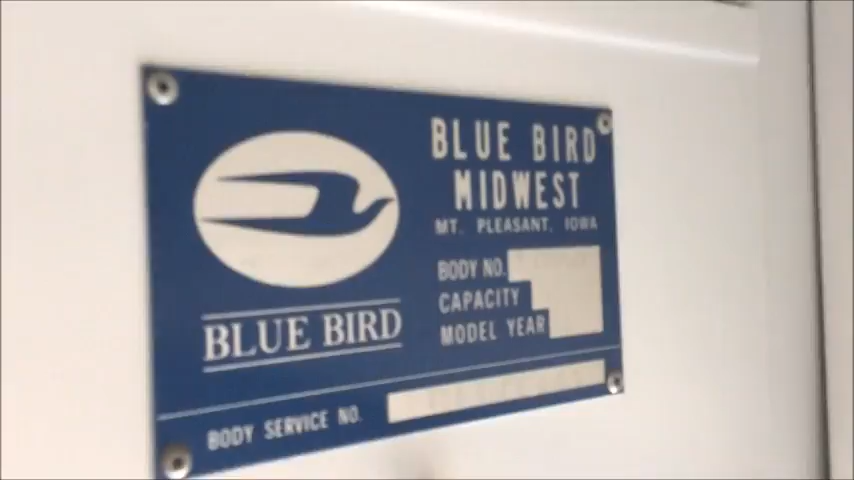 BLUE BIRD
BLUE BIRD
MIDWEST
MT. PLEASANT, IOWA
BODY NO.
CAPACITY
MODEL YEAR
BODY SERVICE NO.